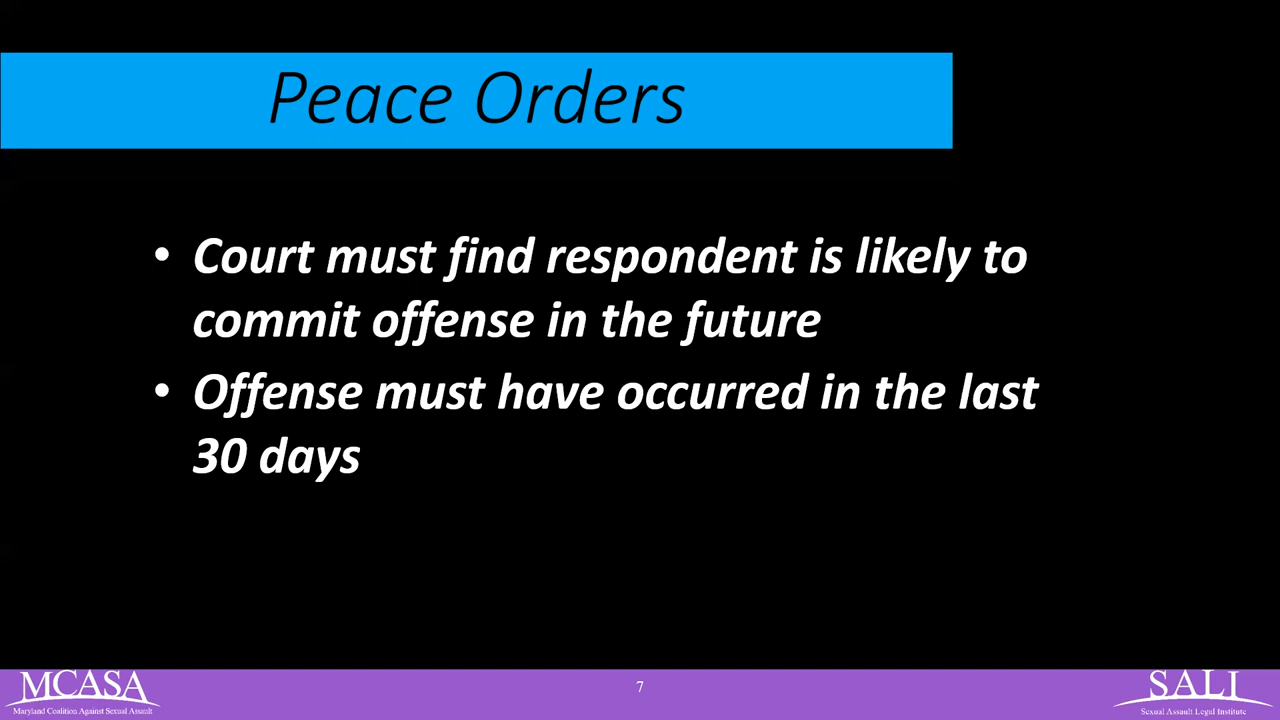 Peace Orders
• Court must find respondent is likely to
commit offense in the future
• Offense must have occurred in the last
30 days
MCASA
Maryland Coalition Against Sexual Assault
7
SALI
Sexual Assault Legal Institute